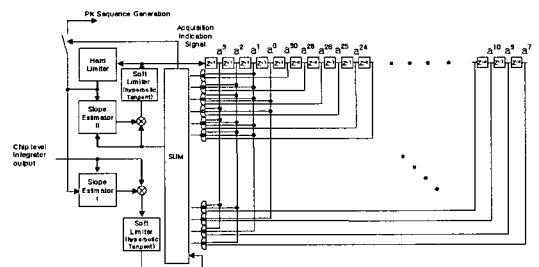 PN Sequence Generation
Acquisition
Indication
Signal
a³ a² a¹ a⁰ a³⁰ a²⁸ a²⁶ a²⁵ a²⁴ a¹⁰ a⁹ a⁷
Hard
Limiter
Soft
Limiter
(hyperbolic
Tangent)
Slope
Estimator
II
Chip level
Integrator
output
SUM
Slope
Estimator
I
Soft
Limiter
(hyperbolic
Tangent)